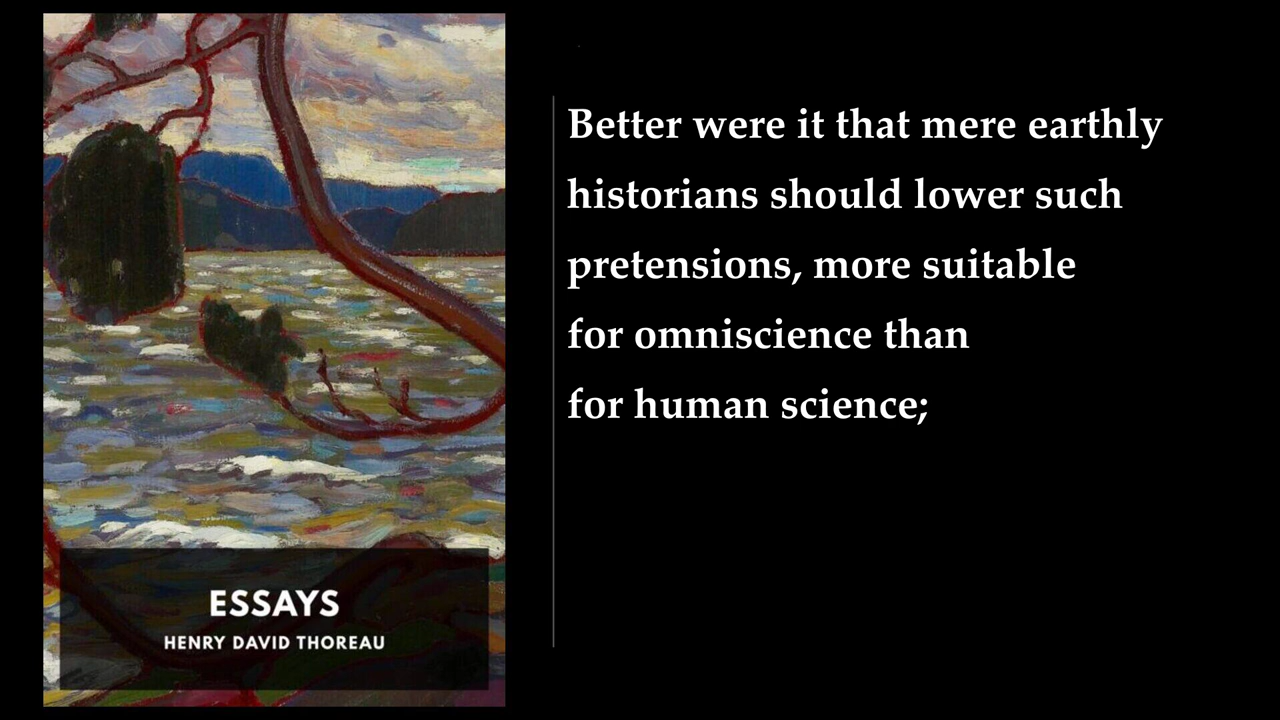 ESSAYS
HENRY DAVID THOREAU
Better were it that mere earthly
historians should lower such
pretensions, more suitable
for omniscience than
for human science;